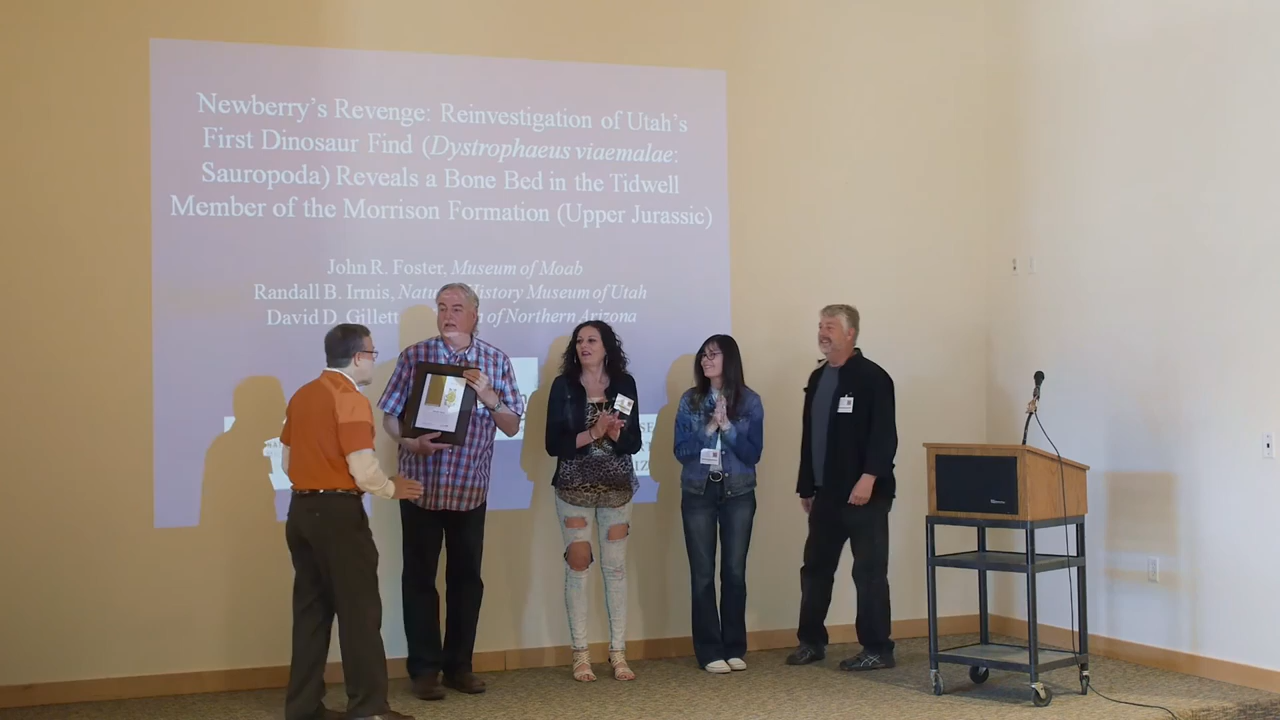 Newberry's Revenge: Reinvestigation of Utah's
First Dinosaur Find (Dystrophaeus viaemalae:
Sauropoda) Reveals a Bone Bed in the Tidwell
Member of the Morrison Formation (Upper Jurassic)
John R. Foster, Museum of Moab
Randall B. Irmis, Natu History Museum of Utah
David D. Gillett of Northern Arizona